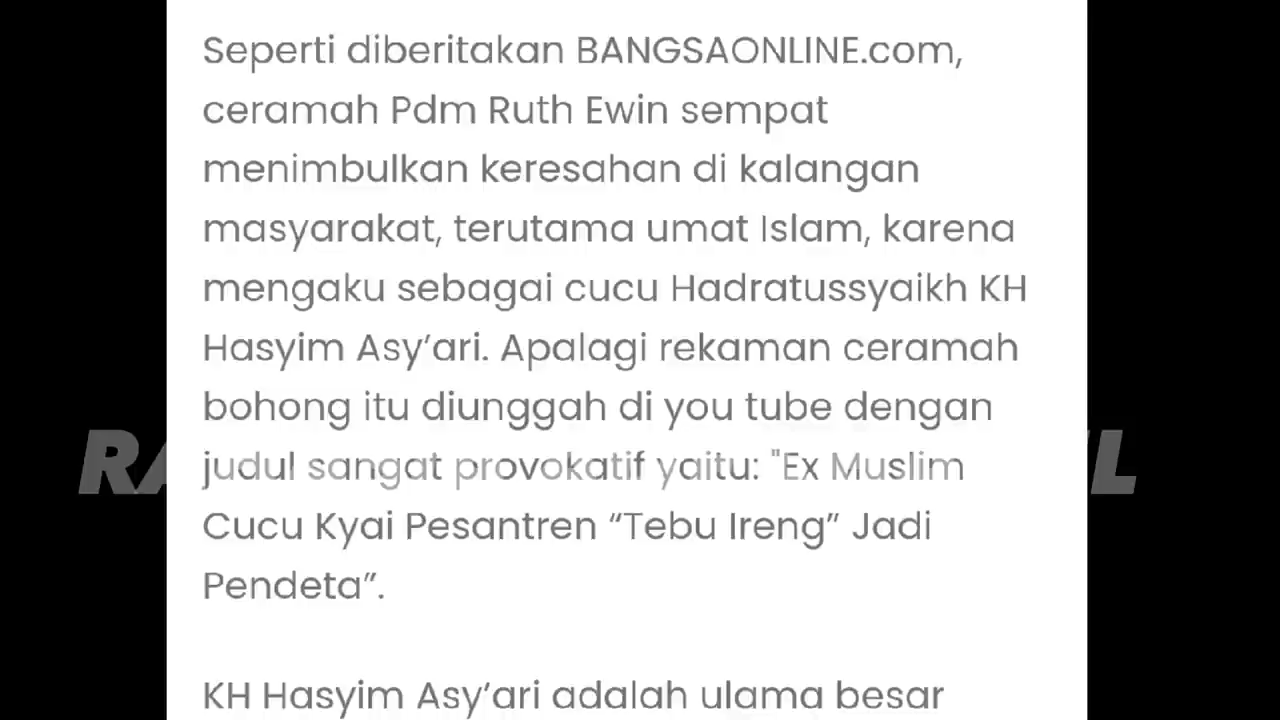 Seperti diberitakan BANGSAONLINE.com,
ceramah Pdm Ruth Ewin sempat
menimbulkan keresahan di kalangan
masyarakat, terutama umat Islam, karena
mengaku sebagai cucu Hadratussyaikh KH
Hasyim Asy’ari. Apalagi rekaman ceramah
bohong itu diunggah di you tube dengan
judul sangat provokatif yaitu: "Ex Muslim
Cucu Kyai Pesantren “Tebu Ireng” Jadi
Pendeta”.
KH Hasyim Asy’ari adalah ulama besar